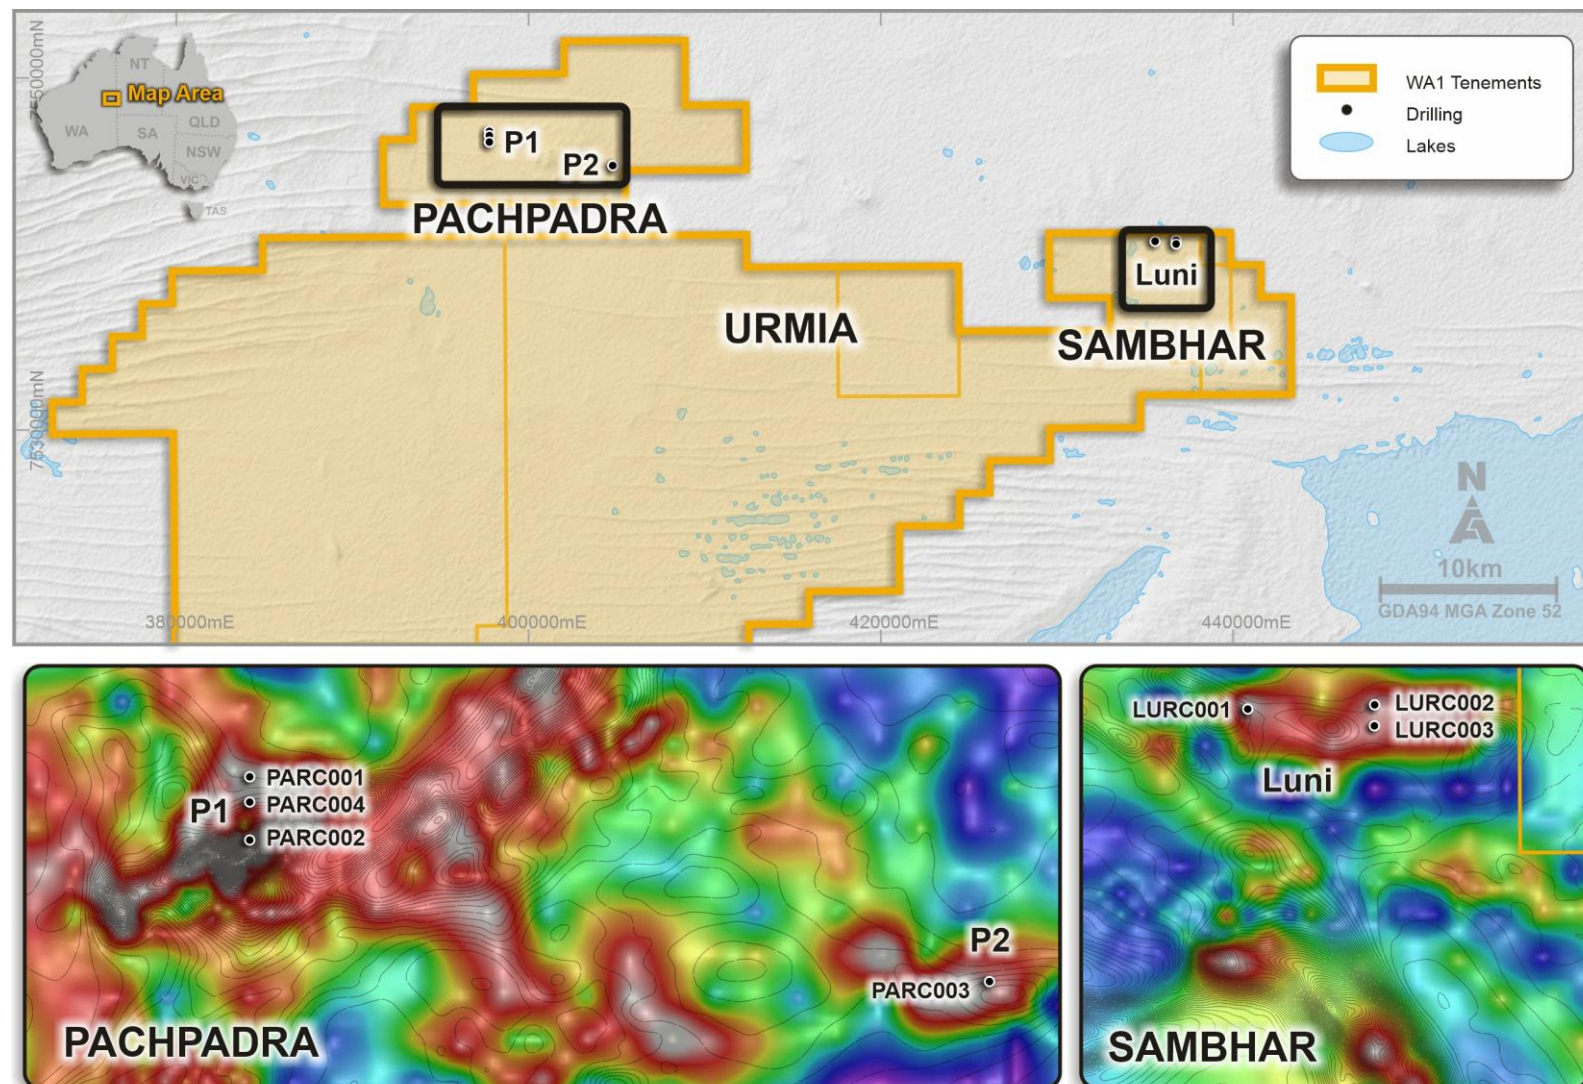 7550000mN
NT
Map Area
WA
SA
QLD
NSW
VIC
TAS
P1
P2
PACHPADRA
WA1 Tenements
Drilling
Lakes
Luni
URMIA
SAMBHAR
7530000mN
N
10km
GDA94 MGA Zone 52
380000mE
400000mE
420000mE
440000mE
PARC001
P1
PARC004
PARC002
P2
PARC003
PACHPADRA
LURC001
LURC002
LURC003
Luni
SAMBHAR